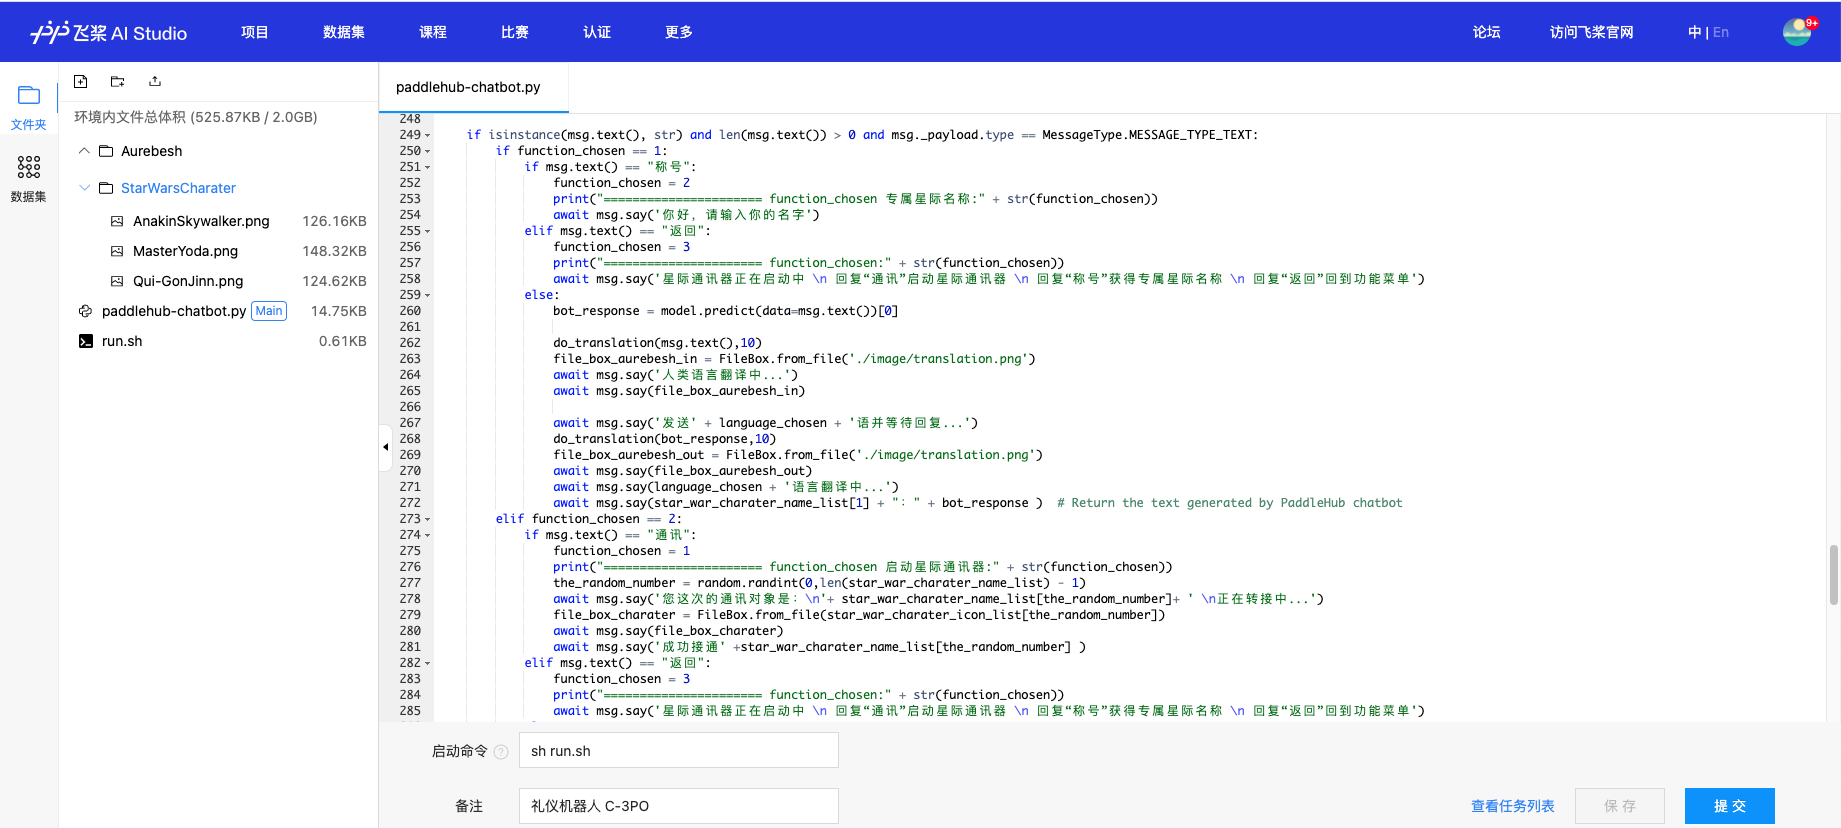 飞桨 AI Studio 项目 数据集 课程 比赛 认证 更多 论坛 访问飞桨官网 中 | En 9+
文件夹
数据集
环境内文件总体积 (525.87KB / 2.0GB)
Aurebesh
StarWarsCharater
AnakinSkywalker.png 126.16KB
MasterYoda.png 148.32KB
Qui-GonJinn.png 124.62KB
paddlehub-chatbot.py Main 14.75KB
run.sh 0.61KB
paddlehub-chatbot.py
248
249 if isinstance(msg.text(), str) and len(msg.text()) > 0 and msg._payload.type == MessageType.MESSAGE_TYPE_TEXT:
250 if function_chosen == 1:
251 if msg.text() == "称号":
252 function_chosen = 2
253 print("====================== function_chosen 专属星际名称:" + str(function_chosen))
254 await msg.say('你好，请输入你的名字')
255 elif msg.text() == "返回":
256 function_chosen = 3
257 print("====================== function_chosen:" + str(function_chosen))
258 await msg.say('星际通讯器正在启动中 \n 回复“通讯”启动星际通讯器 \n 回复“称号”获得专属星际名称 \n 回复“返回”回到功能菜单')
259 else:
260 bot_response = model.predict(data=msg.text())[0]
261
262 do_translation(msg.text(),10)
263 file_box_aurebesh_in = FileBox.from_file('./image/translation.png')
264 await msg.say('人类语言翻译中...')
265 await msg.say(file_box_aurebesh_in)
266
267 await msg.say('发送' + language_chosen + '语并等待回复...')
268 do_translation(bot_response,10)
269 file_box_aurebesh_out = FileBox.from_file('./image/translation.png')
270 await msg.say(file_box_aurebesh_out)
271 await msg.say(language_chosen + '语言翻译中...')
272 await msg.say(star_war_charater_name_list[1] + "：" + bot_response ) # Return the text generated by PaddleHub chatbot
273 elif function_chosen == 2:
274 if msg.text() == "通讯":
275 function_chosen = 1
276 print("====================== function_chosen 启动星际通讯器:" + str(function_chosen))
277 the_random_number = random.randint(0,len(star_war_charater_name_list) - 1)
278 await msg.say('您这次的通讯对象是：\n'+ star_war_charater_name_list[the_random_number]+ ' \n正在转接中...')
279 file_box_charater = FileBox.from_file(star_war_charater_icon_list[the_random_number])
280 await msg.say(file_box_charater)
281 await msg.say('成功接通' +star_war_charater_name_list[the_random_number] )
282 elif msg.text() == "返回":
283 function_chosen = 3
284 print("====================== function_chosen:" + str(function_chosen))
285 await msg.say('星际通讯器正在启动中 \n 回复“通讯”启动星际通讯器 \n 回复“称号”获得专属星际名称 \n 回复“返回”回到功能菜单')
启动命令 ? sh run.sh
备注 礼仪机器人 C-3PO 查看任务列表 保 存 提 交